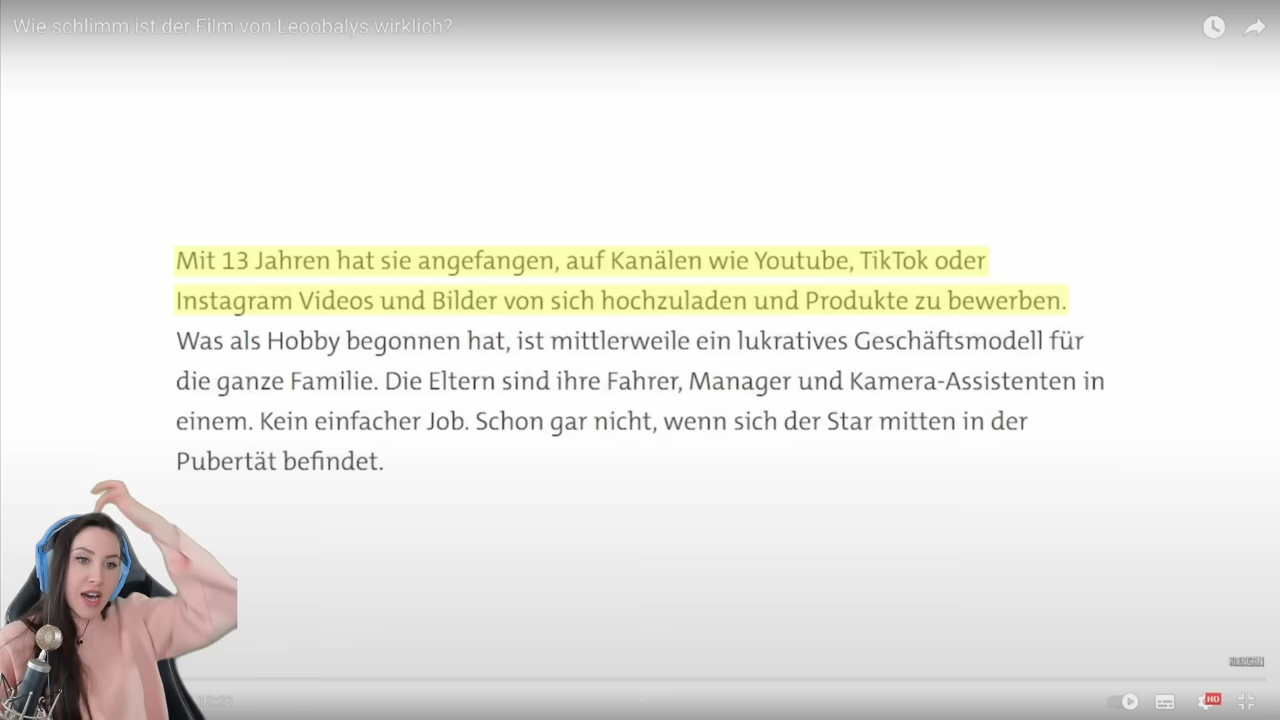 Wie schlimm ist der Film von Leoobalys wirklich?
Mit 13 Jahren hat sie angefangen, auf Kanälen wie Youtube, TikTok oder
Instagram Videos und Bilder von sich hochzuladen und Produkte zu bewerben.
Was als Hobby begonnen hat, ist mittlerweile ein lukratives Geschäftsmodell für
die ganze Familie. Die Eltern sind ihre Fahrer, Manager und Kamera-Assistenten in
einem. Kein einfacher Job. Schon gar nicht, wenn sich der Star mitten in der
Pubertät befindet.
HD